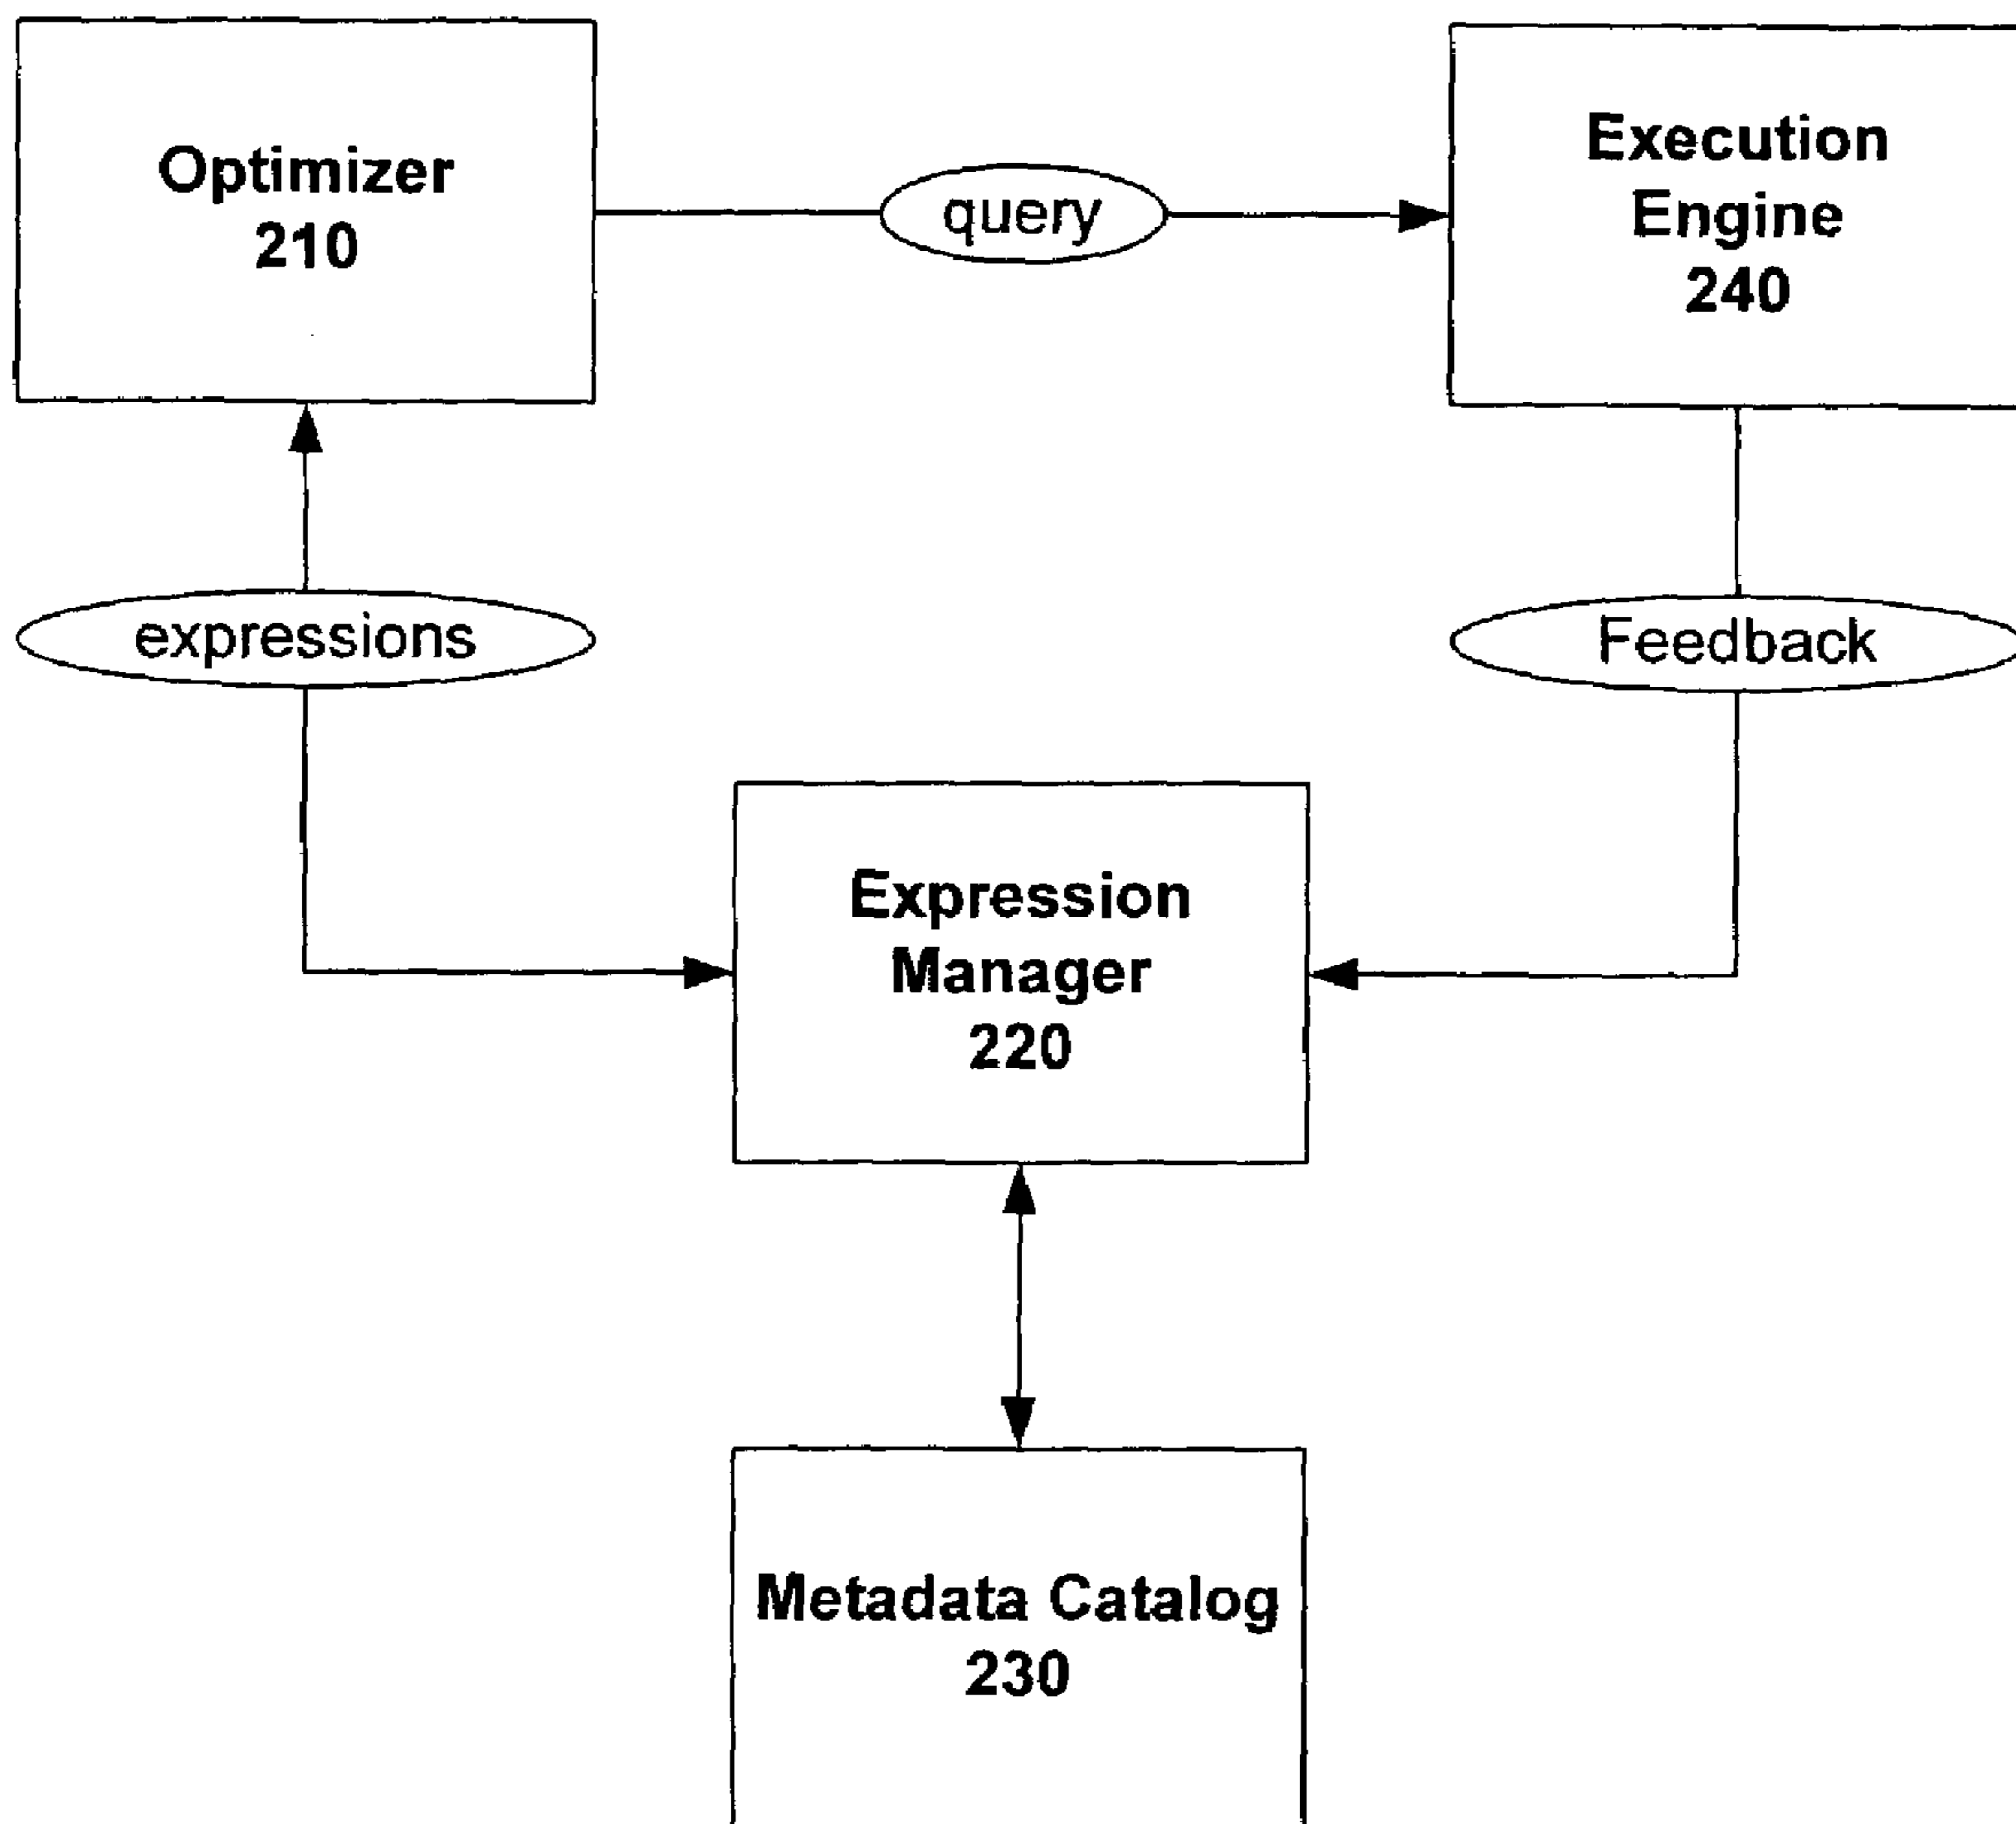 Optimizer
210
query
Execution
Engine
240
expressions
Feedback
Expression
Manager
220
Metadata Catalog
230